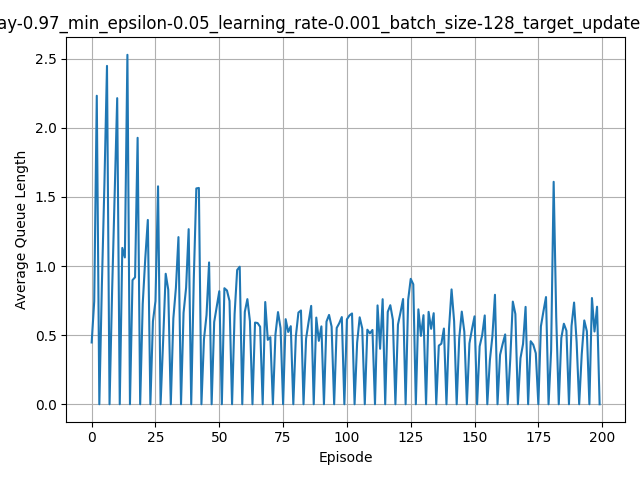 ay-0.97_min_epsilon-0.05_learning_rate-0.001_batch_size-128_target_update
2.5
2.0
1.5
1.0
0.5
0.0
Average Queue Length
0 25 50 75 100 125 150 175 200
Episode